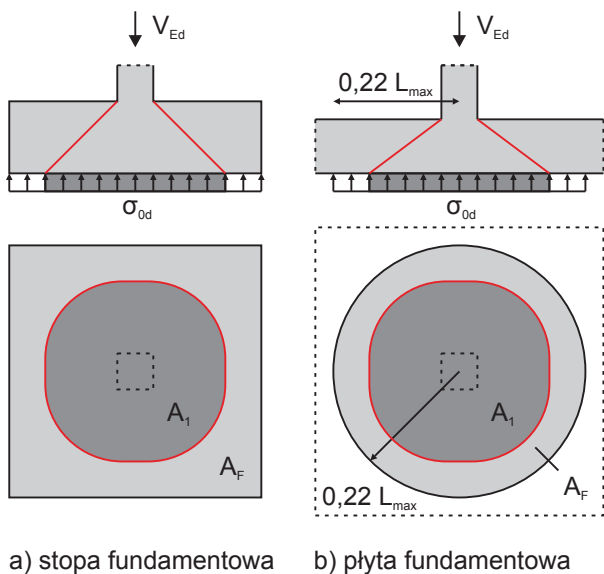 V_Ed
V_Ed
0,22 L_max
σ_0d
σ_0d
A_1
A_F
A_1
A_F
0,22 L_max
a) stopa fundamentowa
b) płyta fundamentowa